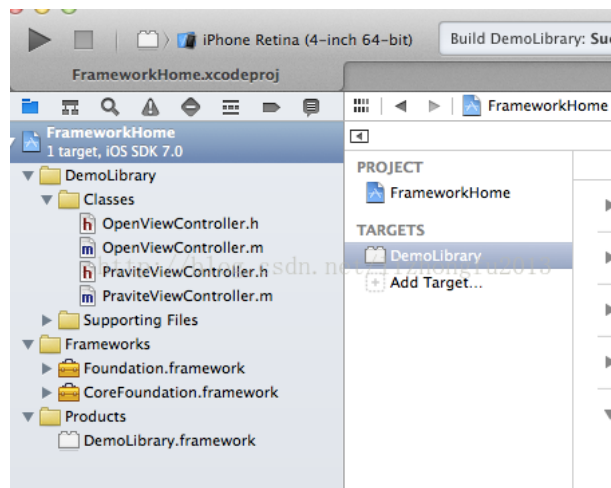 iPhone Retina (4-inch 64-bit)
Build DemoLibrary: Su
FrameworkHome.xcodeproj
FrameworkHome
FrameworkHome
1 target, iOS SDK 7.0
DemoLibrary
Classes
OpenViewController.h
OpenViewController.m
PraviteViewController.h
PraviteViewController.m
Supporting Files
Frameworks
Foundation.framework
CoreFoundation.framework
Products
DemoLibrary.framework
PROJECT
FrameworkHome
TARGETS
DemoLibrary
Add Target...